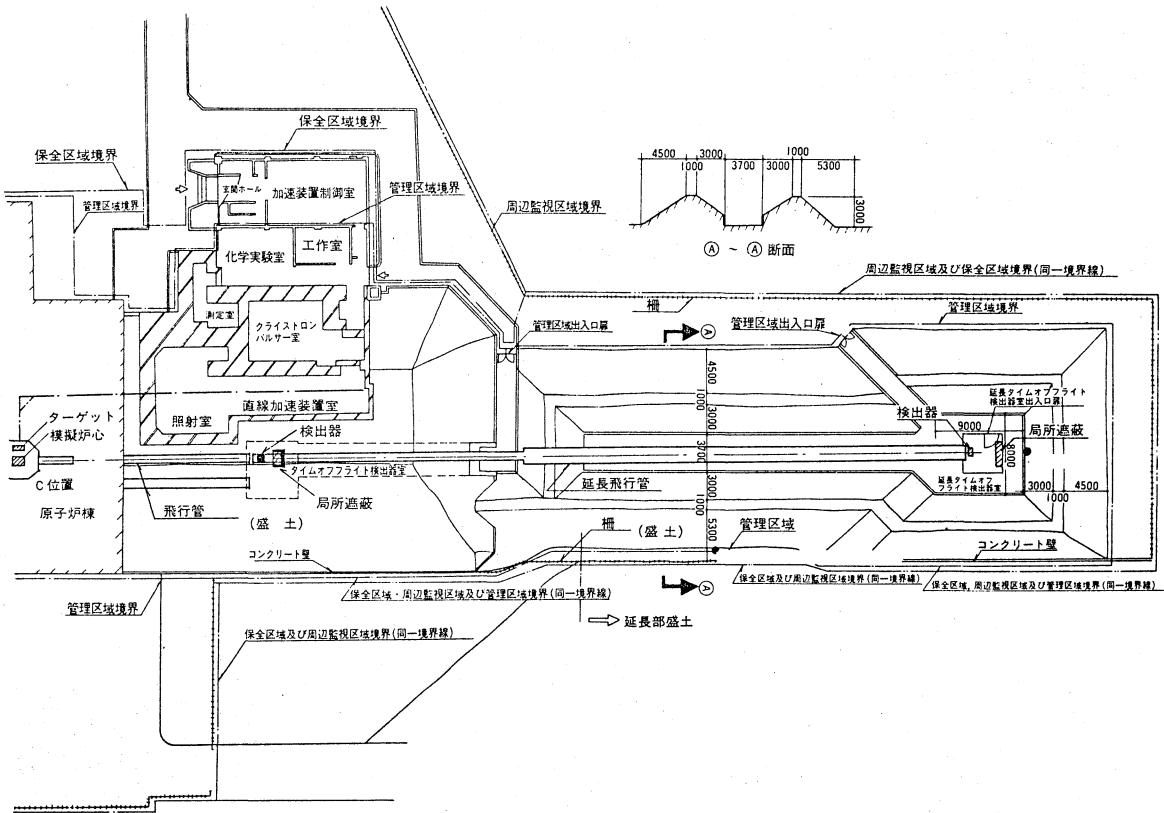 保全区域境界
保全区域境界
管理区域境界
玄関ホール
加速装置制御室
管理区域境界
化学実験室
工作室
測定室
クライストロン
パルサー室
周辺監視区域境界
4500
1000
3000
3700
3000
1000
5300
3000
Ⓐ ～ Ⓐ 断面
周辺監視区域及び保全区域境界(同一境界線)
柵
管理区域境界
管理区域出入口扉
管理区域出入口扉
Ⓐ
4500
1000
3000
3700
3000
1000
5300
直線加速装置室
照射室
ターゲット
模擬炉心
C位置
原子炉棟
検出器
タイムオフフライト検出器室
局所遮蔽
飛行管
(盛 土)
延長飛行管
検出器
延長タイムオフフライト
検出器室出入口扉
9000
局所遮蔽
8000
延長タイムオフ
フライト検出器室
3000
1000
4500
柵
(盛 土)
管理区域
コンクリート壁
コンクリート壁
Ⓐ
管理区域境界
保全区域・周辺監視区域及び管理区域境界(同一境界線)
保全区域及び周辺監視区域境界(同一境界線)
保全区域, 周辺監視区域及び管理区域境界(同一境界線)
延長部盛土
保全区域及び周辺監視区域境界(同一境界線)